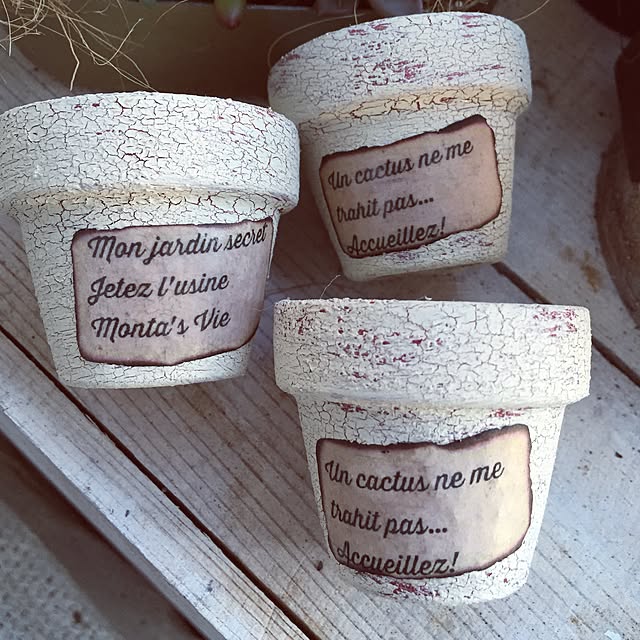 Mon jardin secret
Jetez l'usine
Monta's Vie
Un cactus ne me
trahit pas...
Accueillez!
Un cactus ne me
trahit pas...
Accueillez!